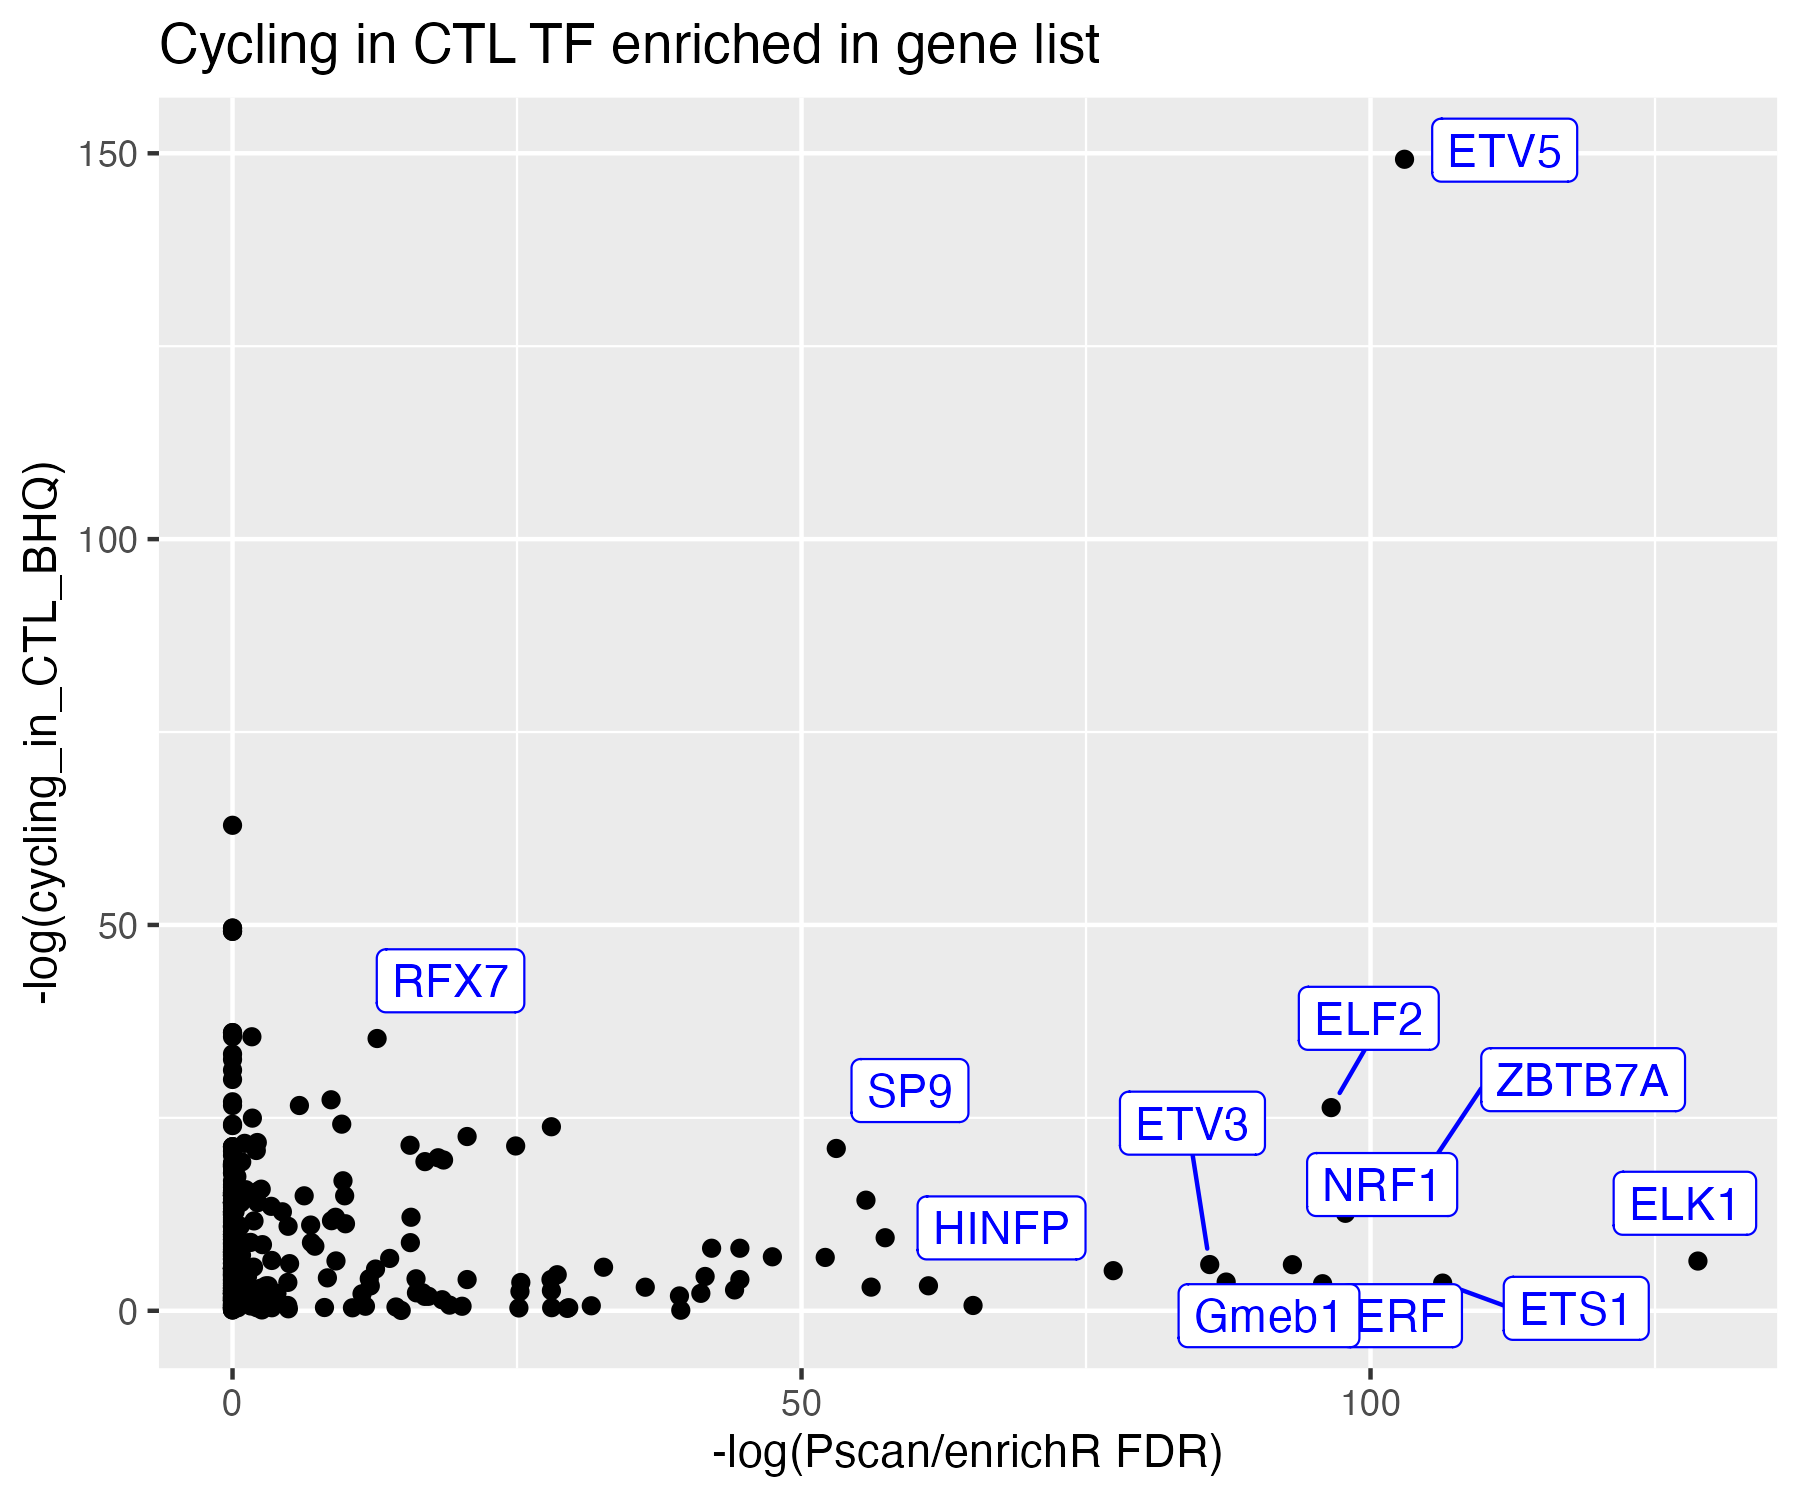 Cycling in CTL TF enriched in gene list
150
ETV5
100
-log(cycling_in_CTL_BHQ)
50
RFX7
ELF2
ZBTB7A
SP9
ETV3
NRF1
ELK1
HINFP
0
Gmeb1
ERF
ETS1
0
50
100
-log(Pscan/enrichR FDR)